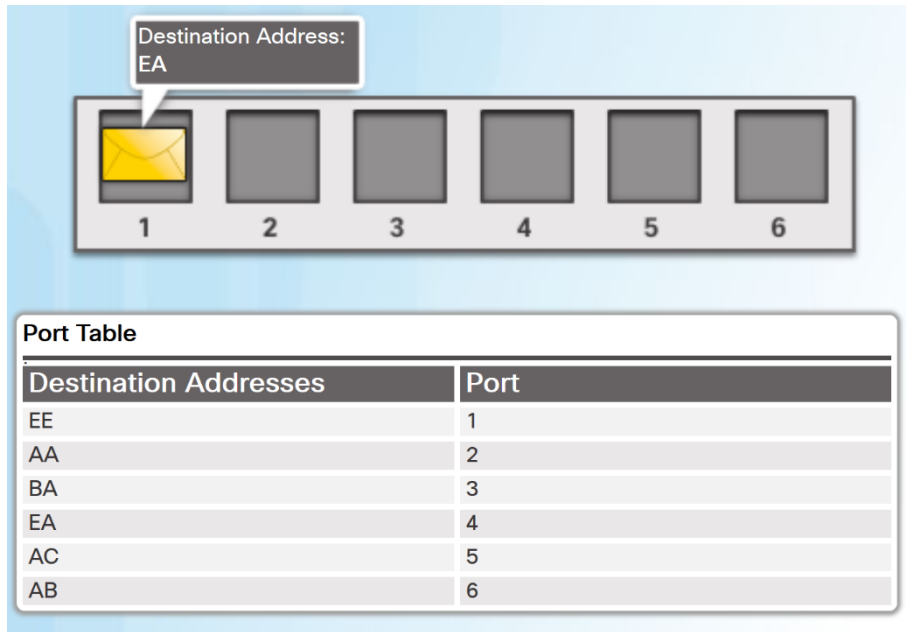 Destination Address:
EA
1 2 3 4 5 6
Port Table
Destination Addresses Port
EE 1
AA 2
BA 3
EA 4
AC 5
AB 6